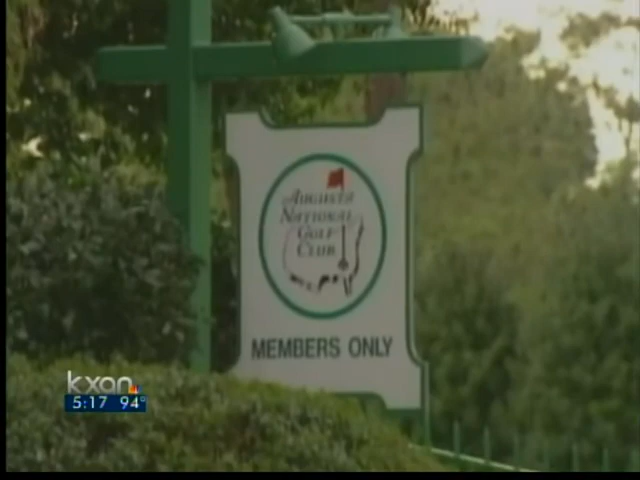 AUGUSTA
NATIONAL
GOLF
CLUB
MEMBERS ONLY
kxan
5:17 94°